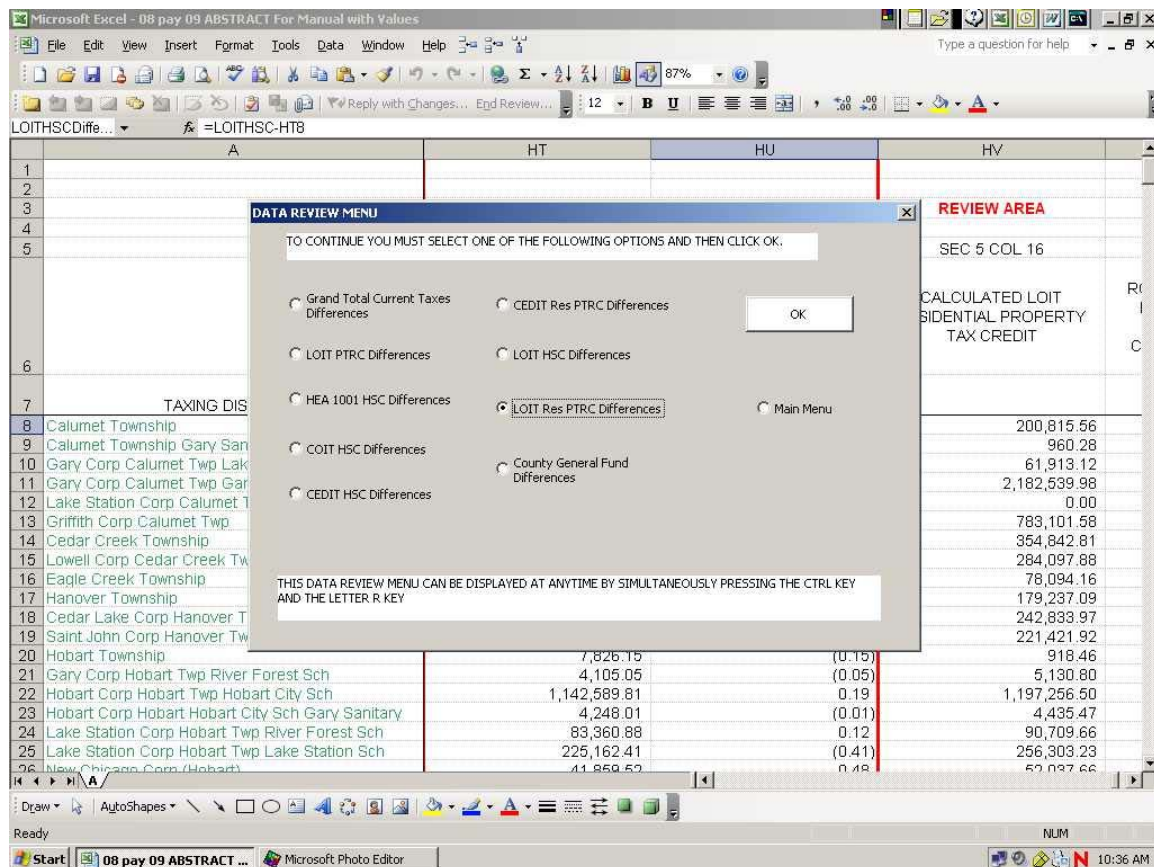 Microsoft Excel - 08 pay 09 ABSTRACT For Manual with Values
File Edit View Insert Format Tools Data Window Help Type a question for help
87%
Reply with Changes... End Review... 12 B U
LOITHSCDiffe... fx =LOITHSC-HT8
A HT HU HV
1
2
3 REVIEW AREA
4
5 SEC 5 COL 16
CALCULATED LOIT
SIDENTIAL PROPERTY
TAX CREDIT
6
7 TAXING DIS
DATA REVIEW MENU
TO CONTINUE YOU MUST SELECT ONE OF THE FOLLOWING OPTIONS AND THEN CLICK OK.
Grand Total Current Taxes Differences
CEDIT Res PTRC Differences
OK
LOIT PTRC Differences
LOIT HSC Differences
HEA 1001 HSC Differences
LOIT Res PTRC Differences
Main Menu
COIT HSC Differences
County General Fund Differences
CEDIT HSC Differences
THIS DATA REVIEW MENU CAN BE DISPLAYED AT ANYTIME BY SIMULTANEOUSLY PRESSING THE CTRL KEY
AND THE LETTER R KEY
8 Calumet Township 200,815.56
9 Calumet Township Gary San 960.28
10 Gary Corp Calumet Twp Lak 61,913.12
11 Gary Corp Calumet Twp Gar 2,182,539.98
12 Lake Station Corp Calumet T 0.00
13 Griffith Corp Calumet Twp 783,101.58
14 Cedar Creek Township 354,842.81
15 Lowell Corp Cedar Creek Tw 284,097.88
16 Eagle Creek Township 78,094.16
17 Hanover Township 179,237.09
18 Cedar Lake Corp Hanover T 242,833.97
19 Saint John Corp Hanover Tw 221,421.92
20 Hobart Township 7,826.15 (0.15) 918.46
21 Gary Corp Hobart Twp River Forest Sch 4,105.05 (0.05) 5,130.80
22 Hobart Corp Hobart Twp Hobart City Sch 1,142,589.81 0.19 1,197,256.50
23 Hobart Corp Hobart Hobart City Sch Gary Sanitary 4,248.01 (0.01) 4,435.47
24 Lake Station Corp Hobart Twp River Forest Sch 83,360.88 0.12 90,709.66
25 Lake Station Corp Hobart Twp Lake Station Sch 225,162.41 (0.41) 256,303.23
26 New Chicago Corp (Hobart) 41,859.52 0.48 52,037.66
A
Draw AutoShapes
Ready NUM
Start 08 pay 09 ABSTRACT ... Microsoft Photo Editor 10:36 AM